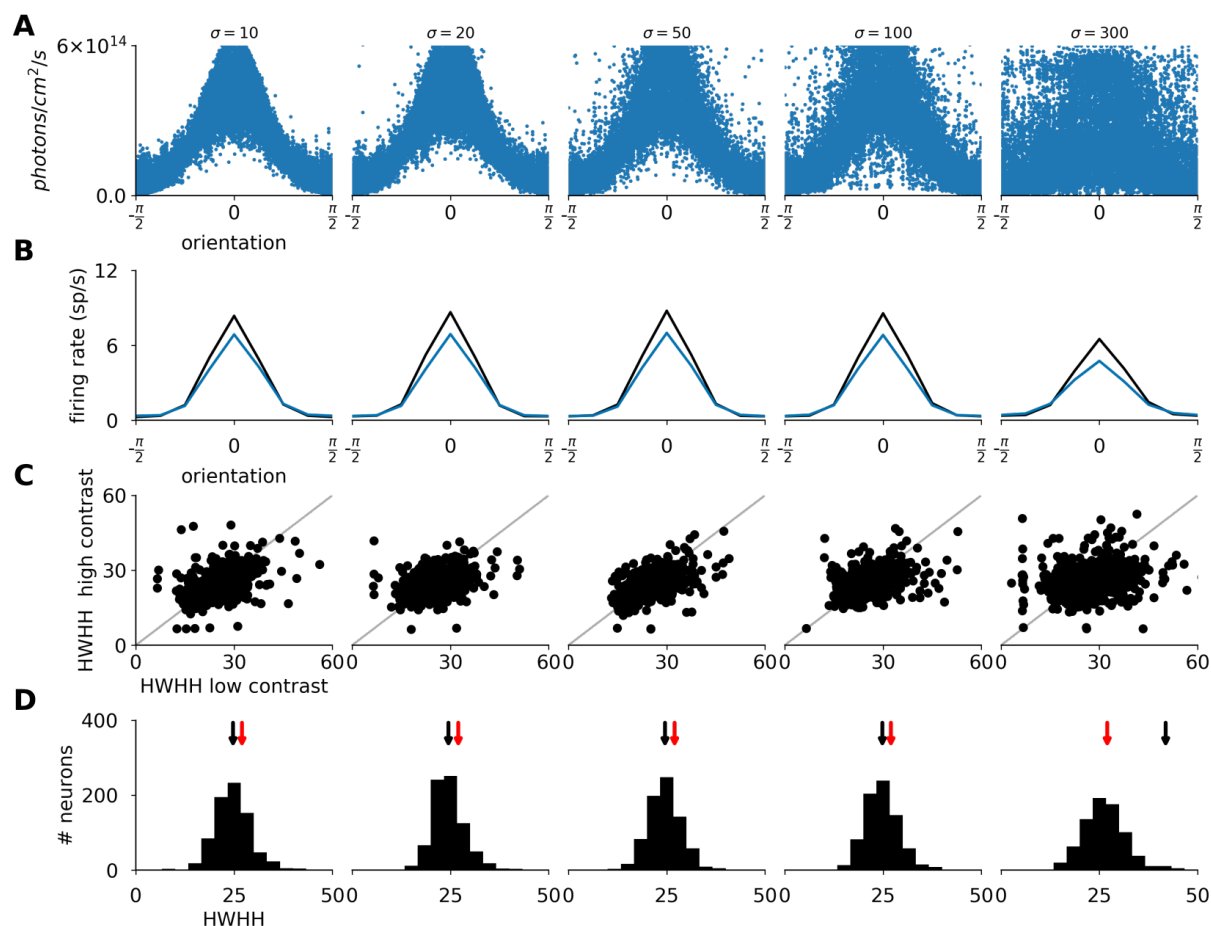 A
σ = 10 σ = 20 σ = 50 σ = 100 σ = 300
6×10^14
photons/cm²/s
0.0
-π/2 0 π/2 -π/2 0 π/2 -π/2 0 π/2 -π/2 0 π/2 -π/2 0 π/2
orientation
B
12
firing rate (sp/s)
6
0
-π/2 0 π/2 -π/2 0 π/2 -π/2 0 π/2 -π/2 0 π/2 -π/2 0 π/2
orientation
C
60
HWHH high contrast
30
0
0 30 60 0 30 60 0 30 60 0 30 60 0 30 60
HWHH low contrast
D
400
# neurons
200
0
0 25 50 0 25 50 0 25 50 0 25 50 0 25 50
HWHH